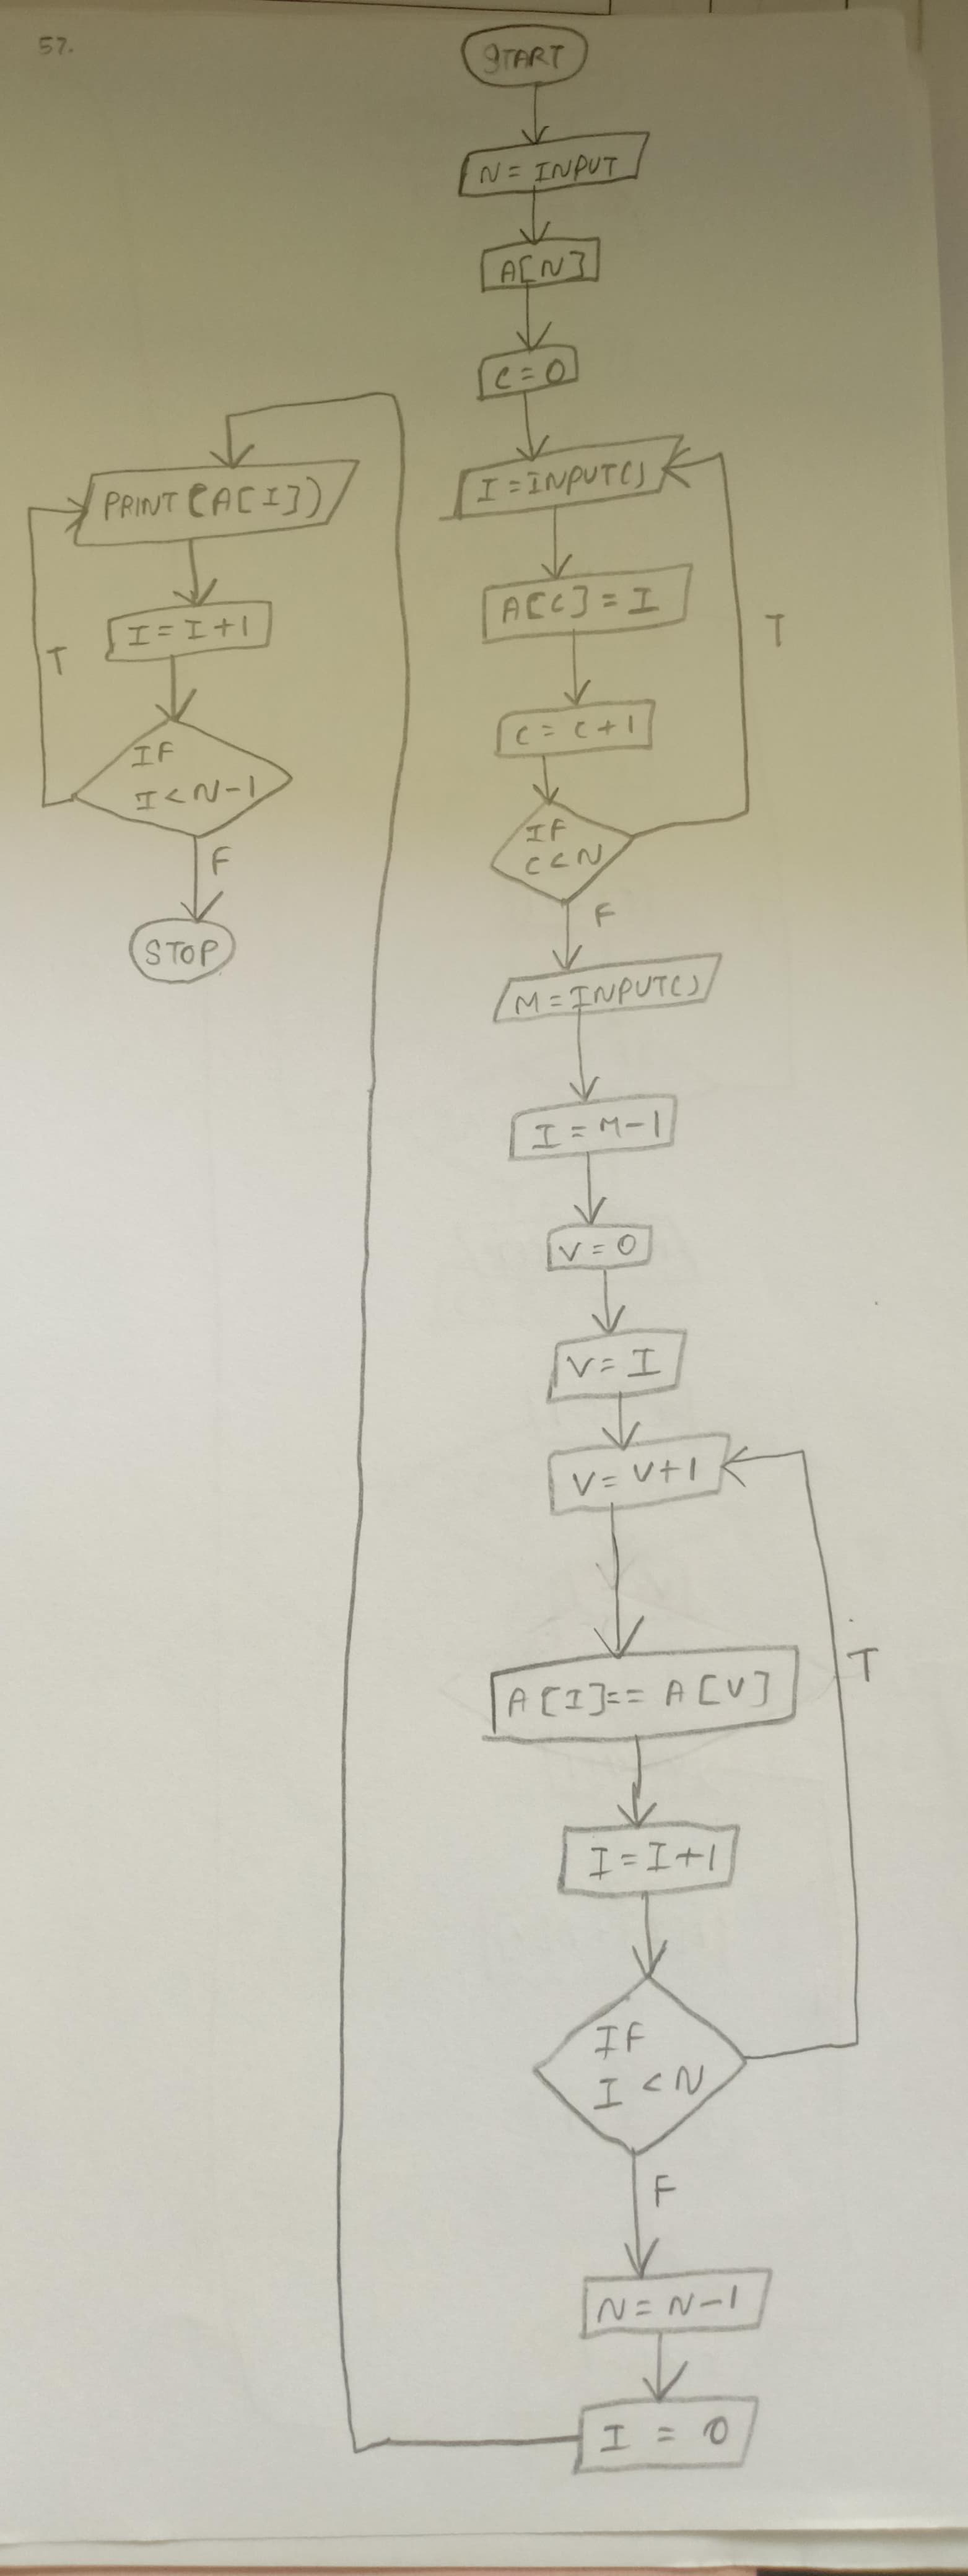 57.
START
N = INPUT
A[N]
C = 0
I = INPUT()
A[C] = I
C = C + 1
T
IF
C < N
F
M = INPUT()
I = M - 1
V = 0
V = I
V = V + 1
A[I] == A[V]
T
I = I + 1
IF
I < N
F
N = N - 1
I = 0
PRINT(A[I])
I = I + 1
T
IF
I < N - 1
F
STOP